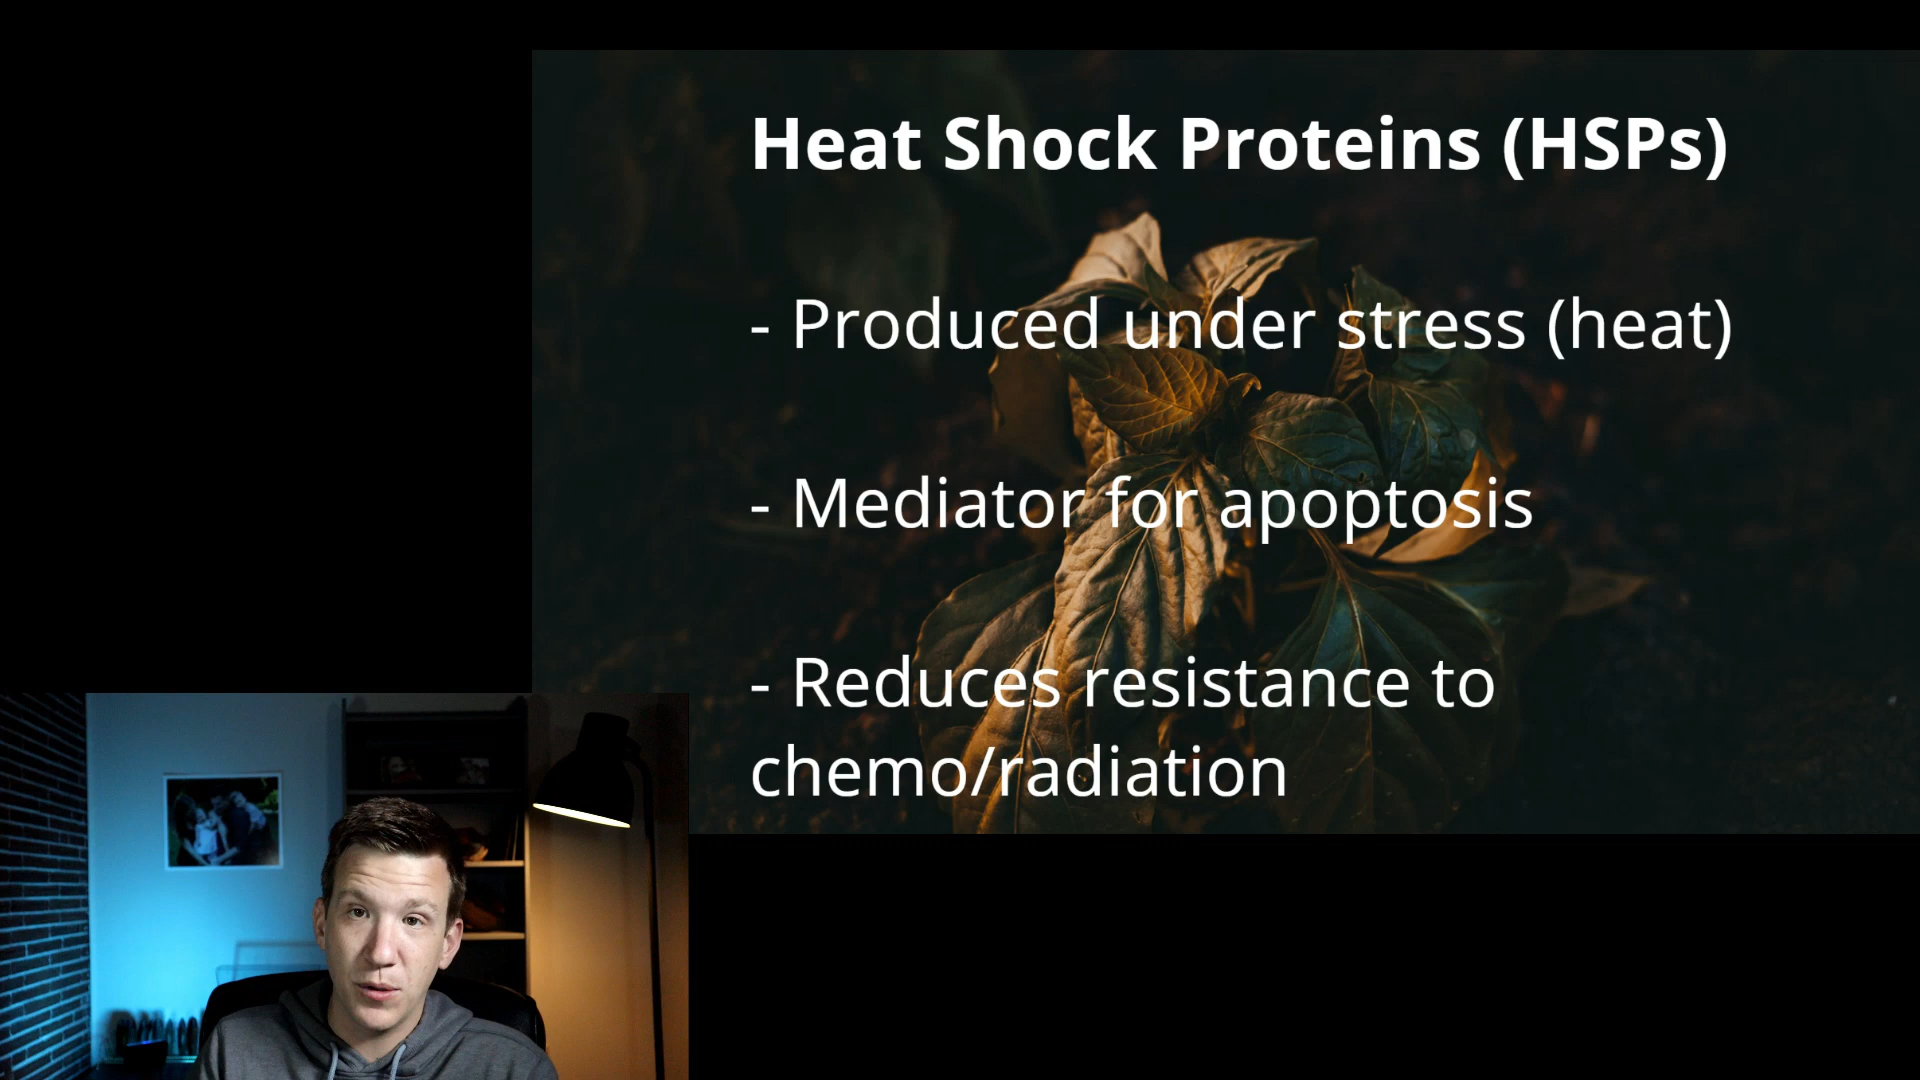 Heat Shock Proteins (HSPs)
- Produced under stress (heat)
- Mediator for apoptosis
- Reduces resistance to
chemo/radiation